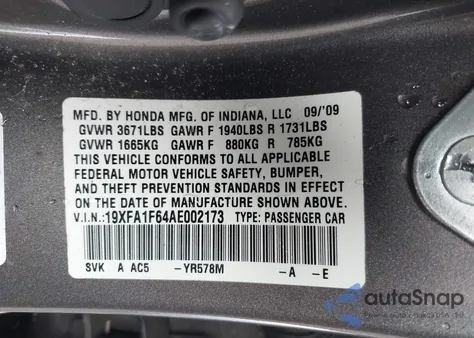 MFD. BY HONDA MFG. OF INDIANA, LLC 09/'09
GVWR 3671LBS GAWR F 1940LBS R 1731LBS
GVWR 1665KG GAWR F 880KG R 785KG
THIS VEHICLE CONFORMS TO ALL APPLICABLE
FEDERAL MOTOR VEHICLE SAFETY, BUMPER,
AND THEFT PREVENTION STANDARDS IN EFFECT
ON THE DATE OF MANUFACTURE SHOWN ABOVE.
V.I.N.: 19XFA1F64AE002173 TYPE: PASSENGER CAR
SVK A AC5 -YR578M -A -E
autoSnap